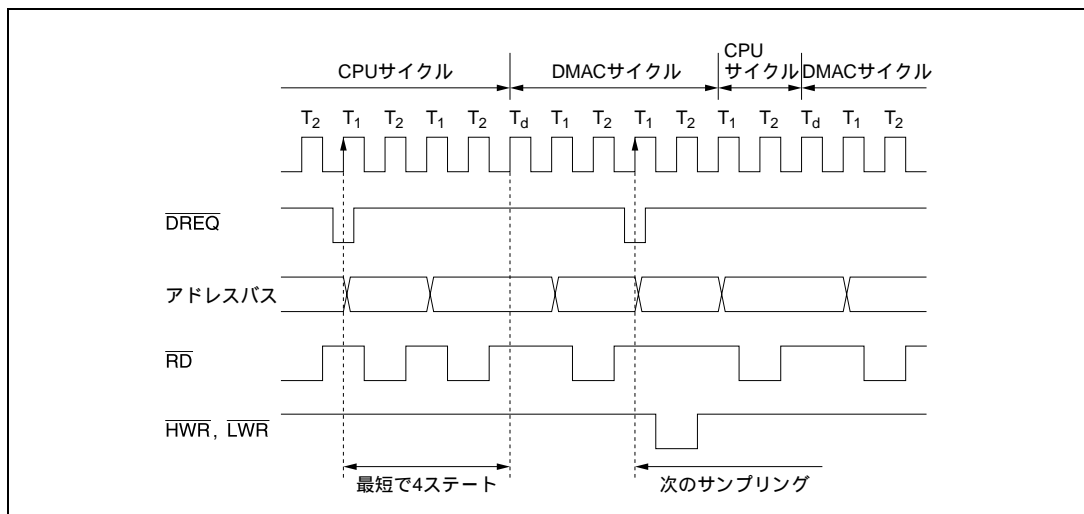 CPU
CPUサイクル DMACサイクル サイクル DMACサイクル
T2 T1 T2 T1 T2 Td T1 T2 T1 T2 T1 T2 Td T1 T2
DREQ
アドレスバス
RD
HWR, LWR
最短で4ステート 次のサンプリング